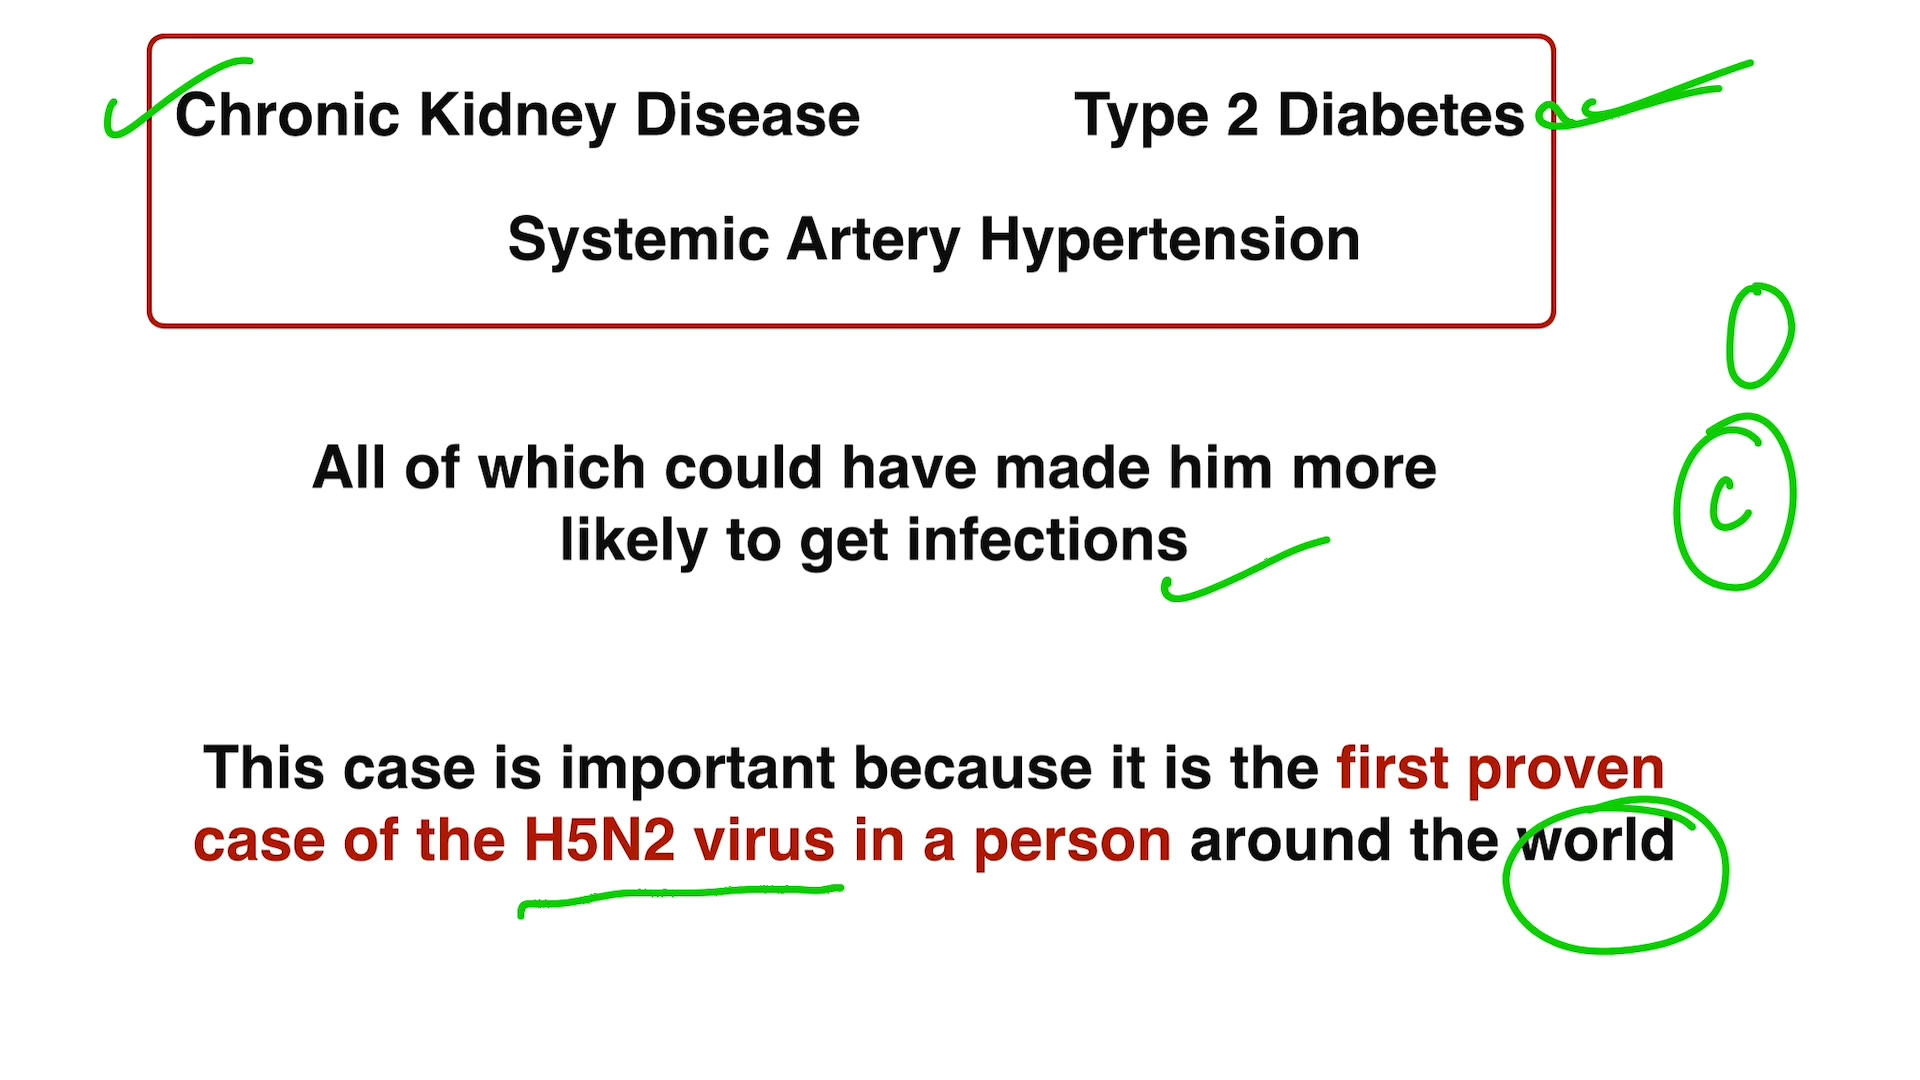 Chronic Kidney Disease Type 2 Diabetes
Systemic Artery Hypertension
All of which could have made him more
likely to get infections
C
This case is important because it is the first proven
case of the H5N2 virus in a person around the world